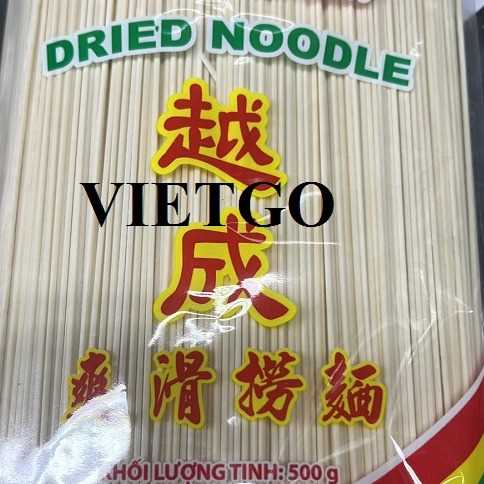 DRIED NOODLE
越
VIETGO
成
爽滑撈麵
KHỐI LƯỢNG TỊNH: 500 g